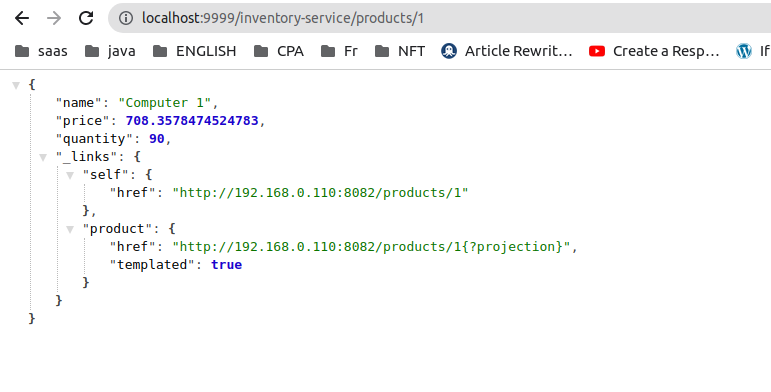 localhost:9999/inventory-service/products/1
saas java ENGLISH CPA Fr NFT Article Rewrit... Create a Resp... If
{
"name": "Computer 1",
"price": 708.3578474524783,
"quantity": 90,
"_links": {
"self": {
"href": "http://192.168.0.110:8082/products/1"
},
"product": {
"href": "http://192.168.0.110:8082/products/1{?projection}",
"templated": true
}
}
}